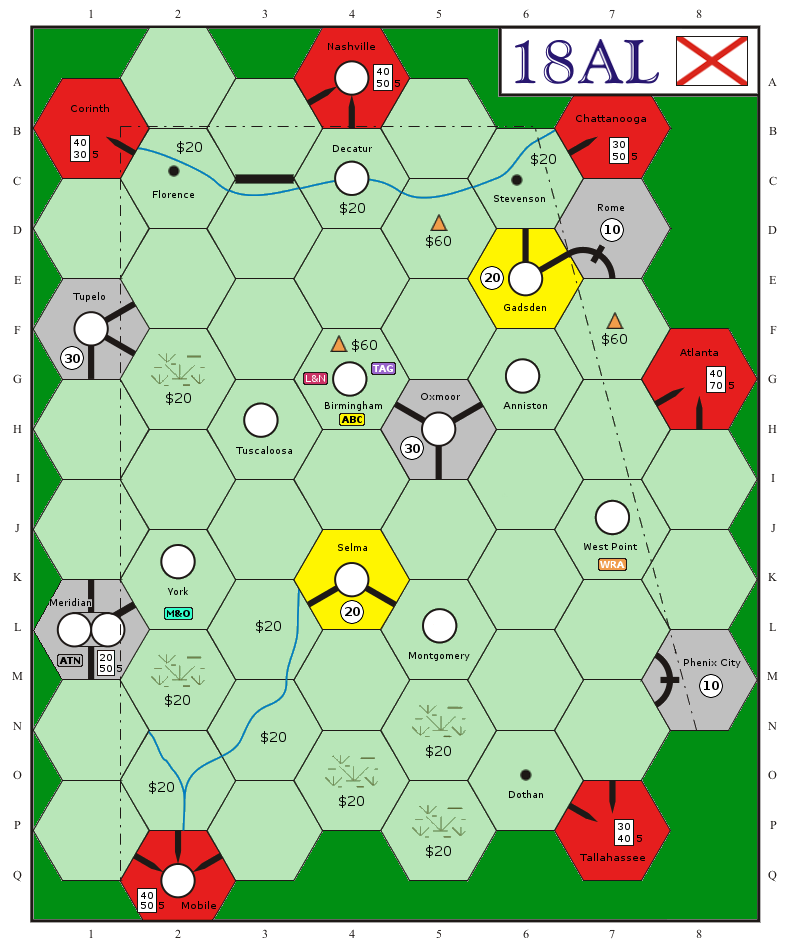 1 2 3 4 5 6 7 8
18AL
Nashville
A 40 A
50 5
Corinth
Chattanooga
B 40 $20 Decatur $20 30 B
30 5 50 5
C Florence $20 Stevenson C
Rome
D $60 10 D
E Tupelo 20 Gadsden E
F 30 $60 $60 Atlanta F
G $20 L&N TAG Birmingham ABC Oxmoor Anniston 40 G
70 5
H Tuscaloosa 30 H
I I
J Selma West Point J
WRA
K York 20 K
Meridian M&O
L ATN 20 $20 Montgomery L
50 5
Phenix City
M $20 10 M
N $20 $20 N
O $20 $20 Dothan O
P $20 30 P
40 5
Tallahassee
Q 40 Q
50 5 Mobile
1 2 3 4 5 6 7 8